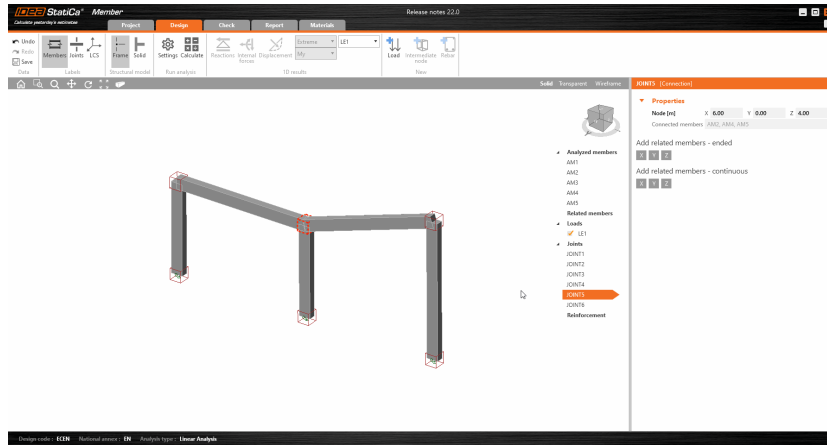 IDEA StatiCa® Member
Calculate yesterday's estimates
Release notes 22.0
Project Design Check Report Materials
Undo
Redo
Save
Members Joints LCS
Frame Solid
Settings Calculate
Reactions Internal forces Displacement
Extreme LE1
My
Load Intermediate node Rebar
Data Labels Structural model Run analysis 1D results New
Solid Transparent Wireframe
JOINT5 [Connection]
Properties
Node [m] X 6.00 Y 0.00 Z 4.00
Connected members AM2, AM4, AM5
Add related members - ended
X Y Z
Add related members - continuous
X Y Z
Analyzed members
AM1
AM2
AM3
AM4
AM5
Related members
Loads
LE1
Joints
JOINT1
JOINT2
JOINT3
JOINT4
JOINT5
JOINT6
Reinforcement
Design code : ECEN National annex : EN Analysis type : Linear Analysis